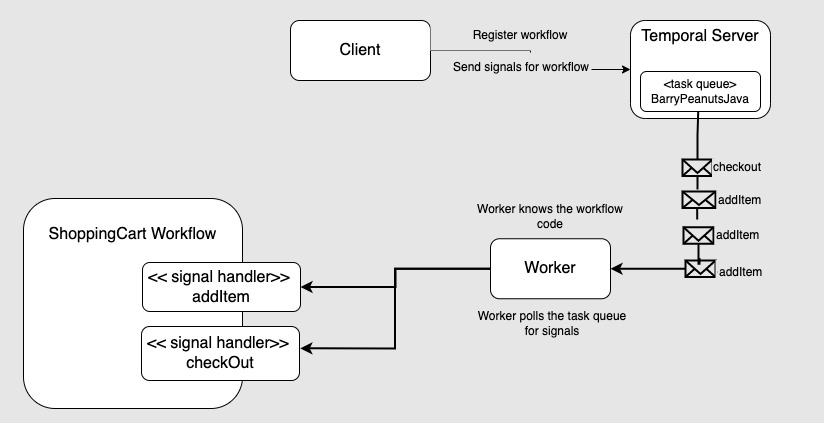 Client
Register workflow
Send signals for workflow
Temporal Server
<task queue>
BarryPeanutsJava
checkout
addItem
addItem
addItem
Worker knows the workflow
code
Worker
Worker polls the task queue
for signals
ShoppingCart Workflow
<< signal handler>>
addItem
<< signal handler>>
checkOut